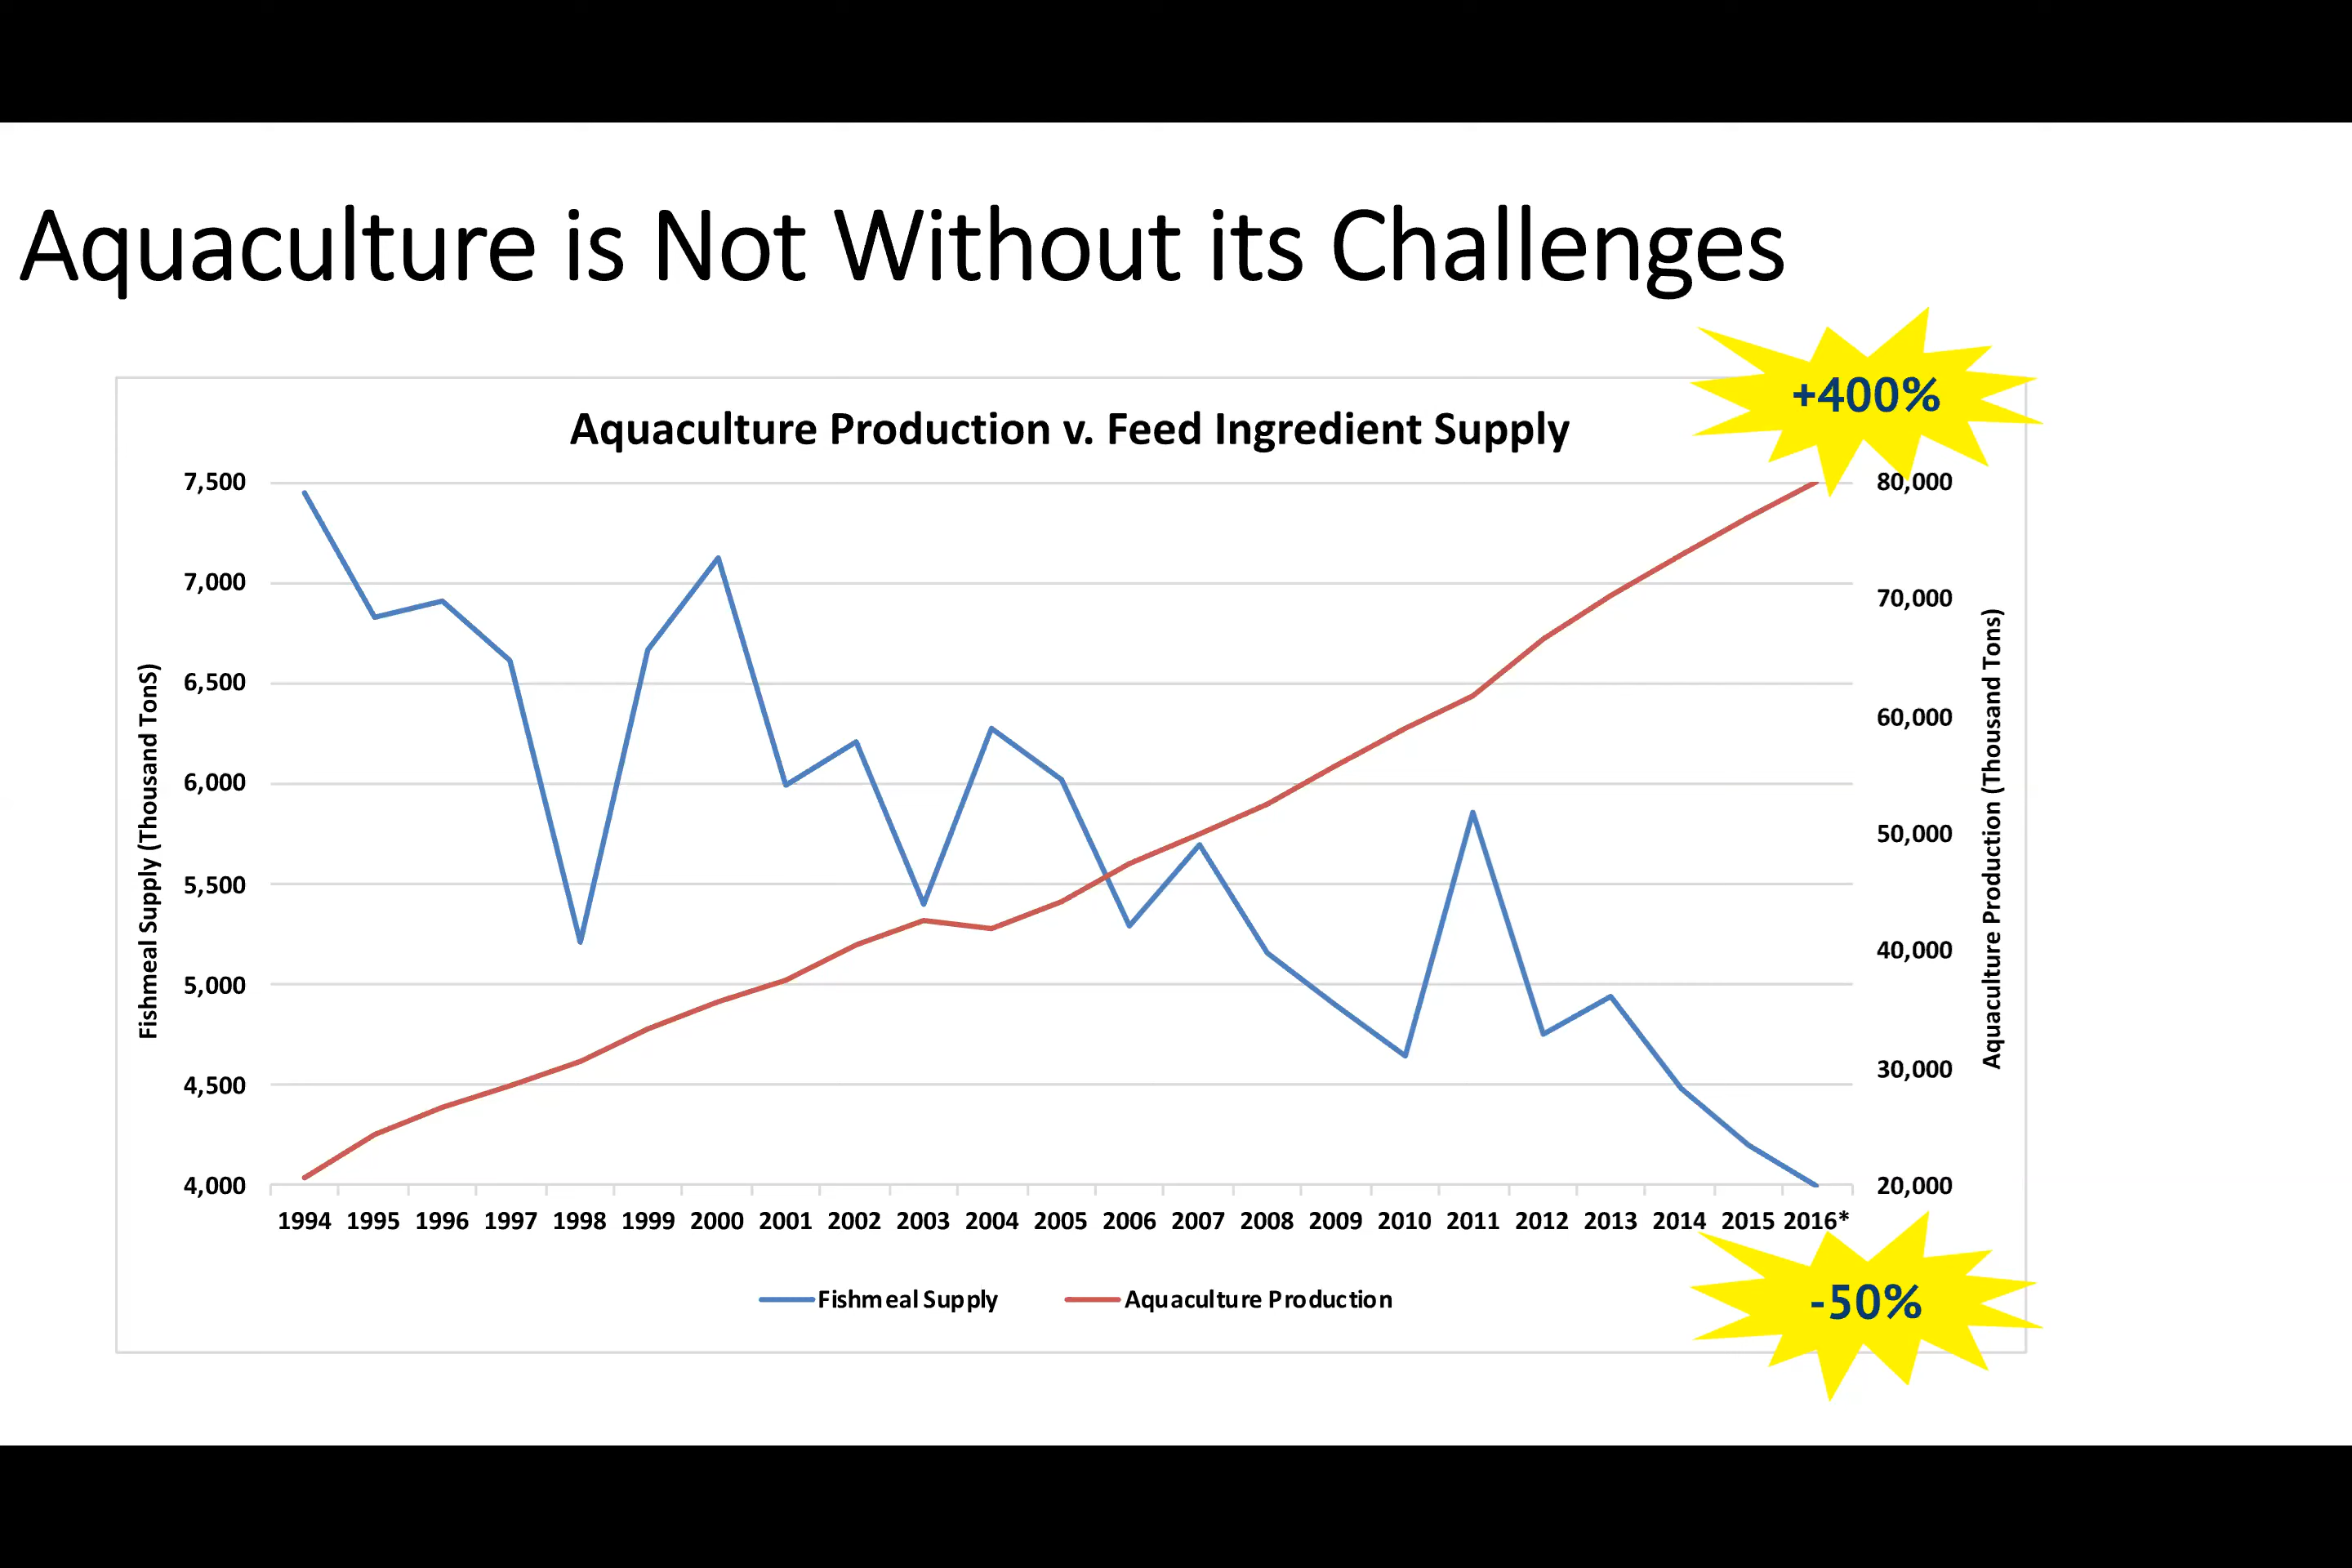 Aquaculture is Not Without its Challenges
+400%
Aquaculture Production v. Feed Ingredient Supply
7,500
7,000
6,500
6,000
5,500
5,000
4,500
4,000
Fishmeal Supply (Thousand TonS)
80,000
70,000
60,000
50,000
40,000
30,000
20,000
Aquaculture Production (Thousand Tons)
1994 1995 1996 1997 1998 1999 2000 2001 2002 2003 2004 2005 2006 2007 2008 2009 2010 2011 2012 2013 2014 2015 2016*
Fishmeal Supply Aquaculture Production
-50%